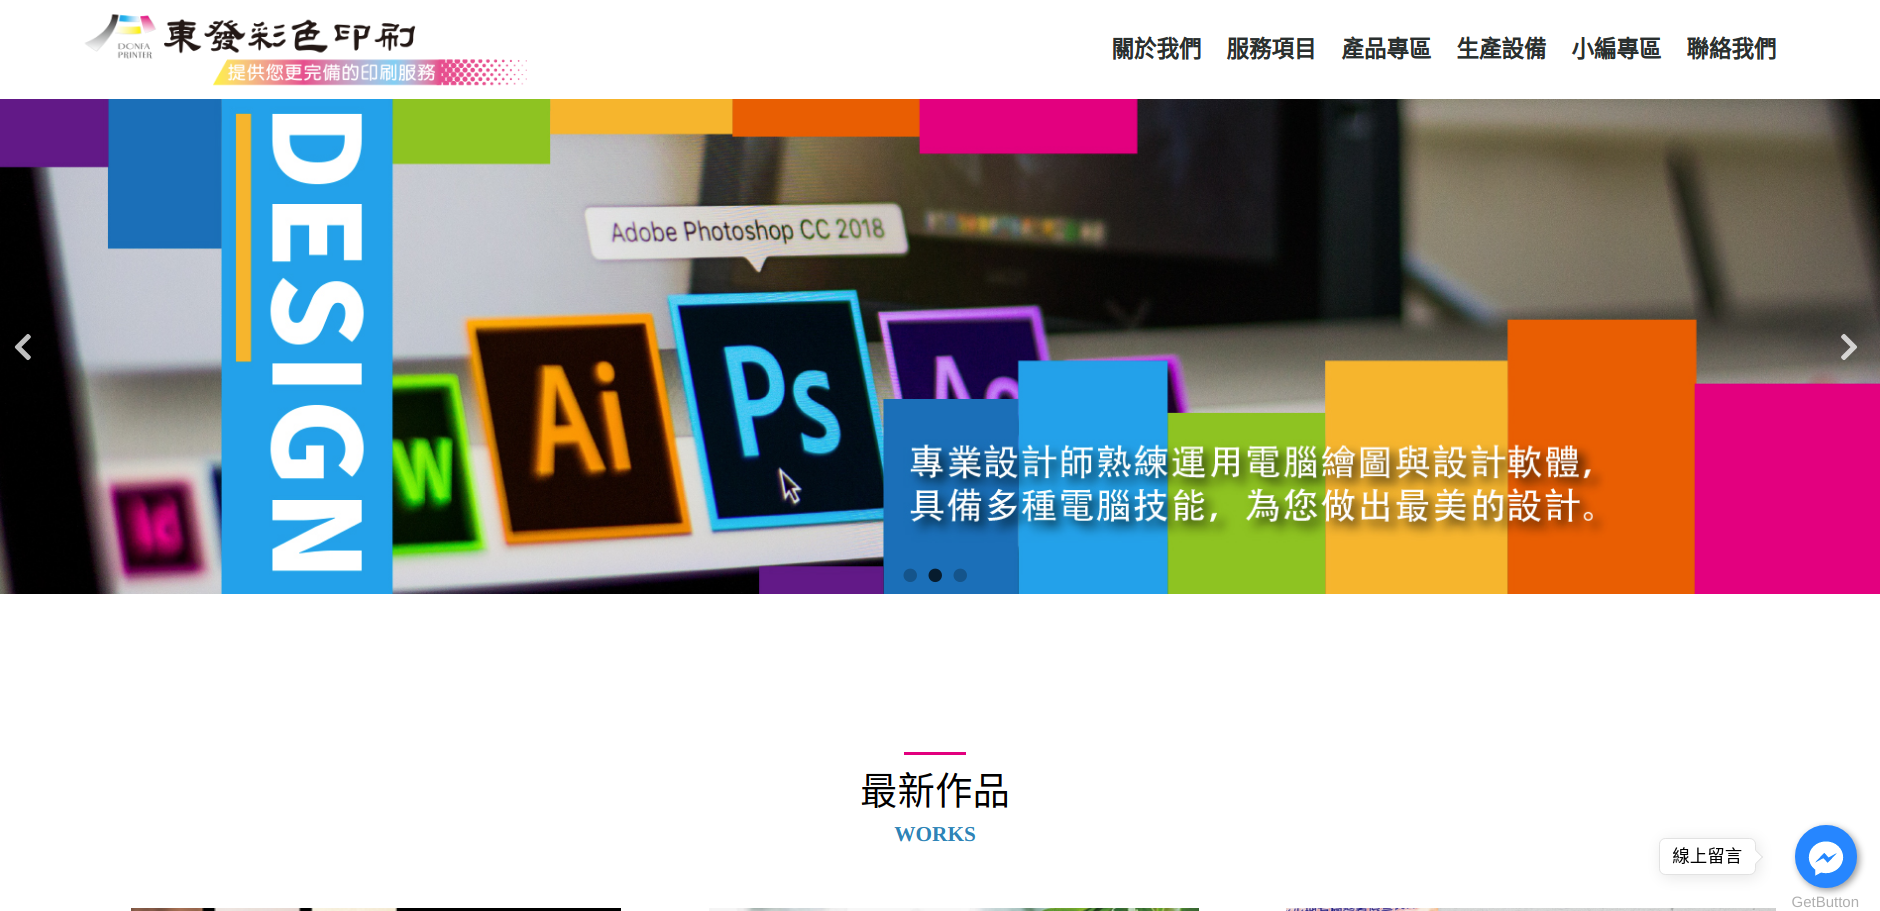 東發彩色印刷
DONFA
PRINTER
提供您更完備的印刷服務
關於我們 服務項目 產品專區 生產設備 小編專區 聯絡我們
DESIGN
Adobe Photoshop CC 2018
Ai
Ps
Ae
w
Ic
專業設計師熟練運用電腦繪圖與設計軟體,
具備多種電腦技能, 為您做出最美的設計。
最新作品
WORKS
線上留言
GetButton